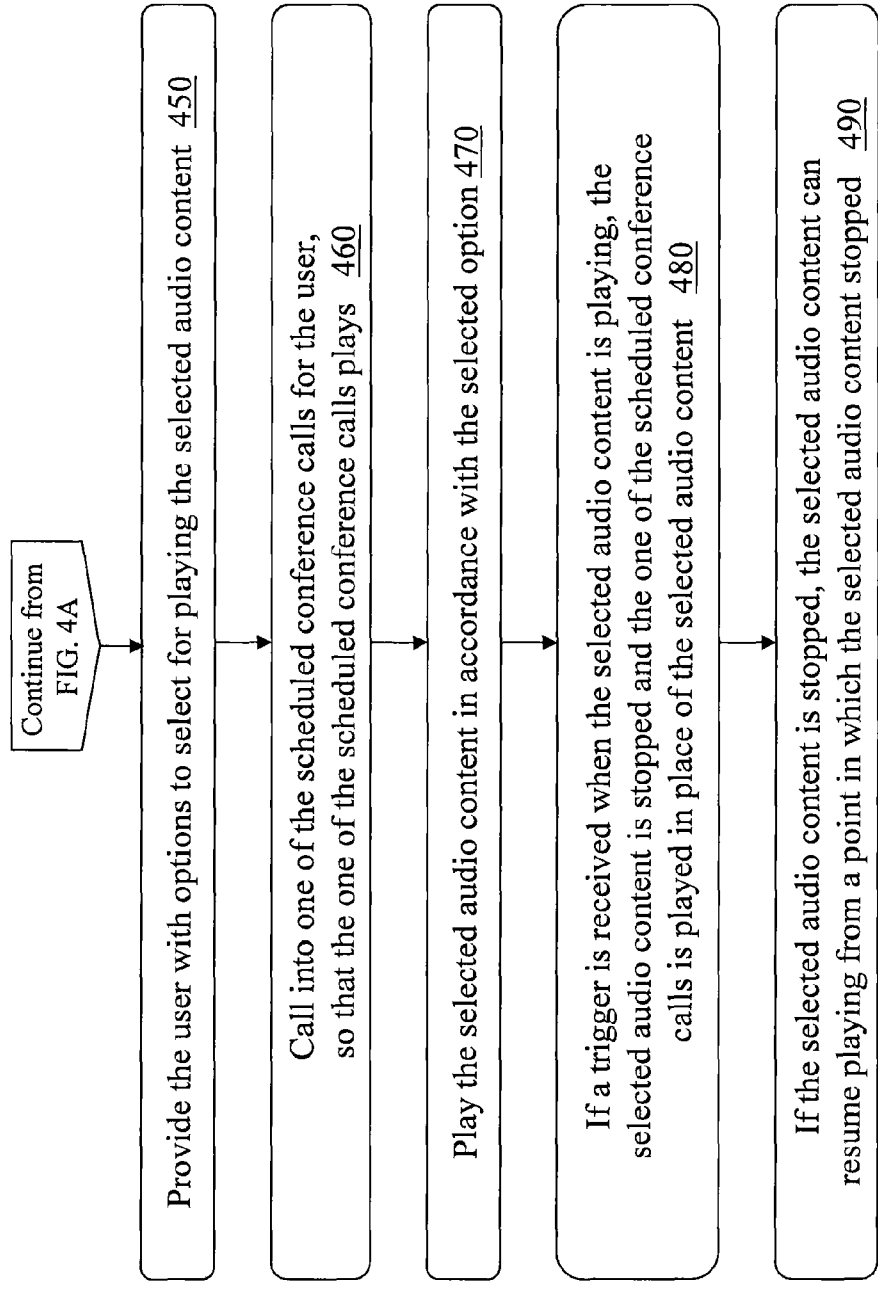 Continue from
FIG. 4A
Provide the user with options to select for playing the selected audio content 450
Call into one of the scheduled conference calls for the user,
so that the one of the scheduled conference calls plays 460
Play the selected audio content in accordance with the selected option 470
If a trigger is received when the selected audio content is playing, the
selected audio content is stopped and the one of the scheduled conference
calls is played in place of the selected audio content 480
If the selected audio content is stopped, the selected audio content can
resume playing from a point in which the selected audio content stopped 490